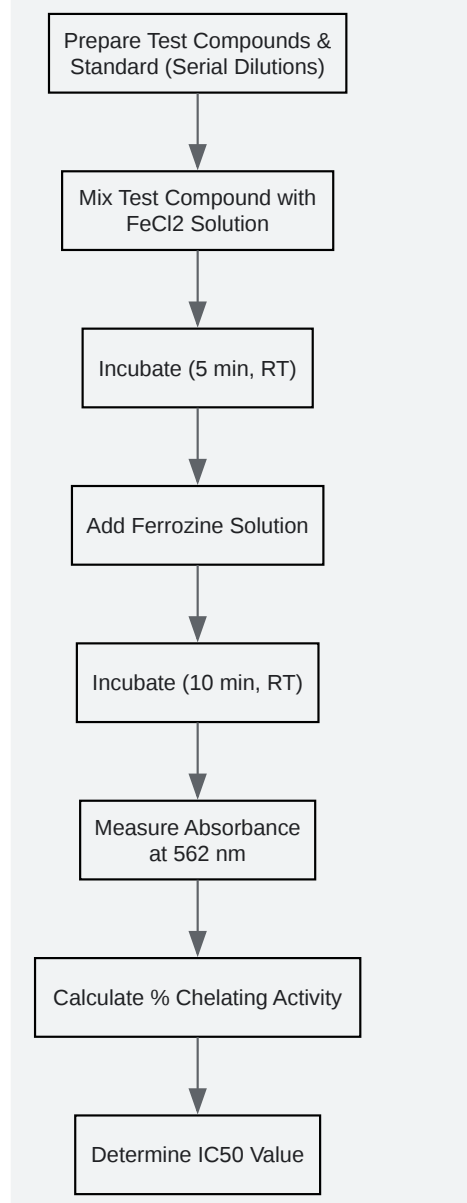 Prepare Test Compounds &
Standard (Serial Dilutions)
Mix Test Compound with
FeCl2 Solution
Incubate (5 min, RT)
Add Ferrozine Solution
Incubate (10 min, RT)
Measure Absorbance
at 562 nm
Calculate % Chelating Activity
Determine IC50 Value